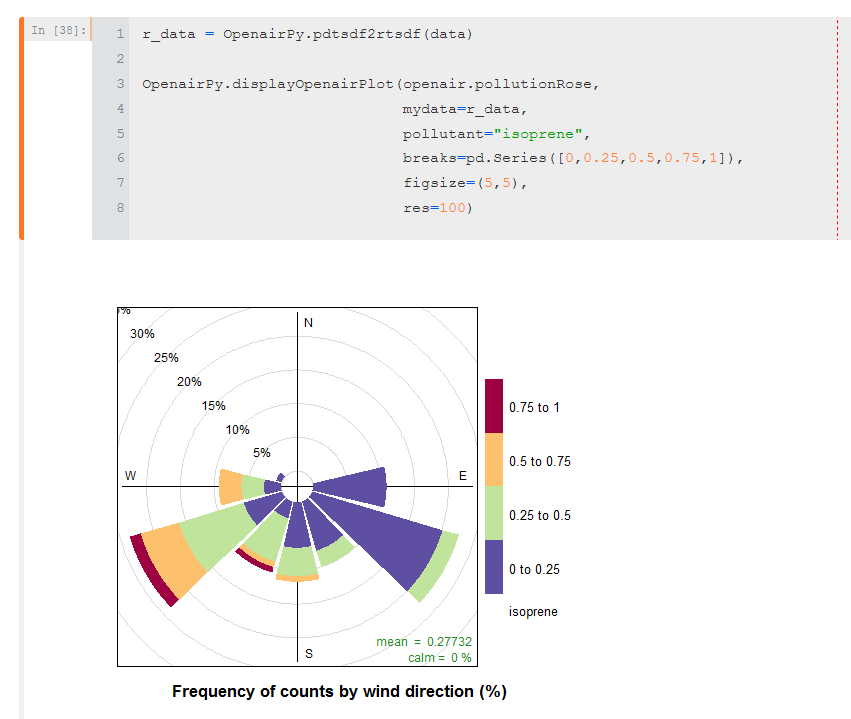 In [38]:
1 r_data = OpenairPy.pdtsdf2rtsdf(data)
2
3 OpenairPy.displayOpenairPlot(openair.pollutionRose,
4 mydata=r_data,
5 pollutant="isoprene",
6 breaks=pd.Series([0,0.25,0.5,0.75,1]),
7 figsize=(5,5),
8 res=100)
%
30%
25%
20%
15%
10%
5%
N
W
E
S
0.75 to 1
0.5 to 0.75
0.25 to 0.5
0 to 0.25
isoprene
mean = 0.27732
calm = 0 %
Frequency of counts by wind direction (%)